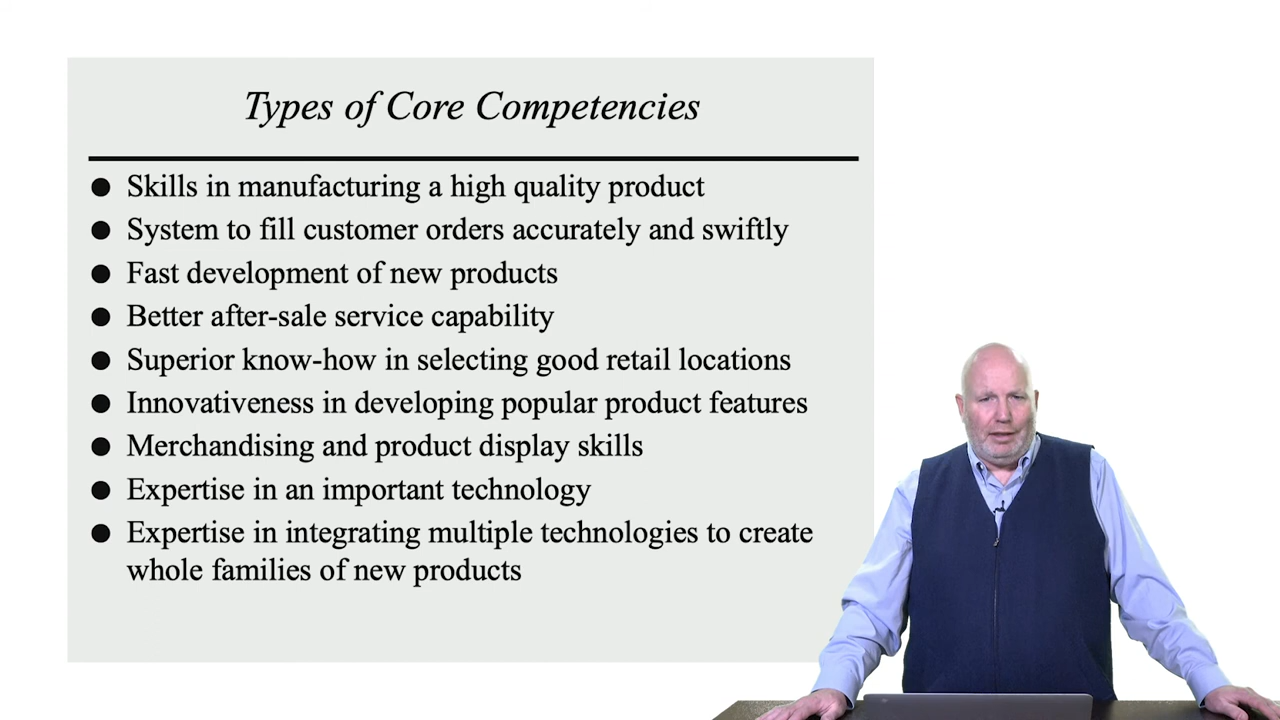 Types of Core Competencies
● Skills in manufacturing a high quality product
● System to fill customer orders accurately and swiftly
● Fast development of new products
● Better after-sale service capability
● Superior know-how in selecting good retail locations
● Innovativeness in developing popular product features
● Merchandising and product display skills
● Expertise in an important technology
● Expertise in integrating multiple technologies to create
whole families of new products